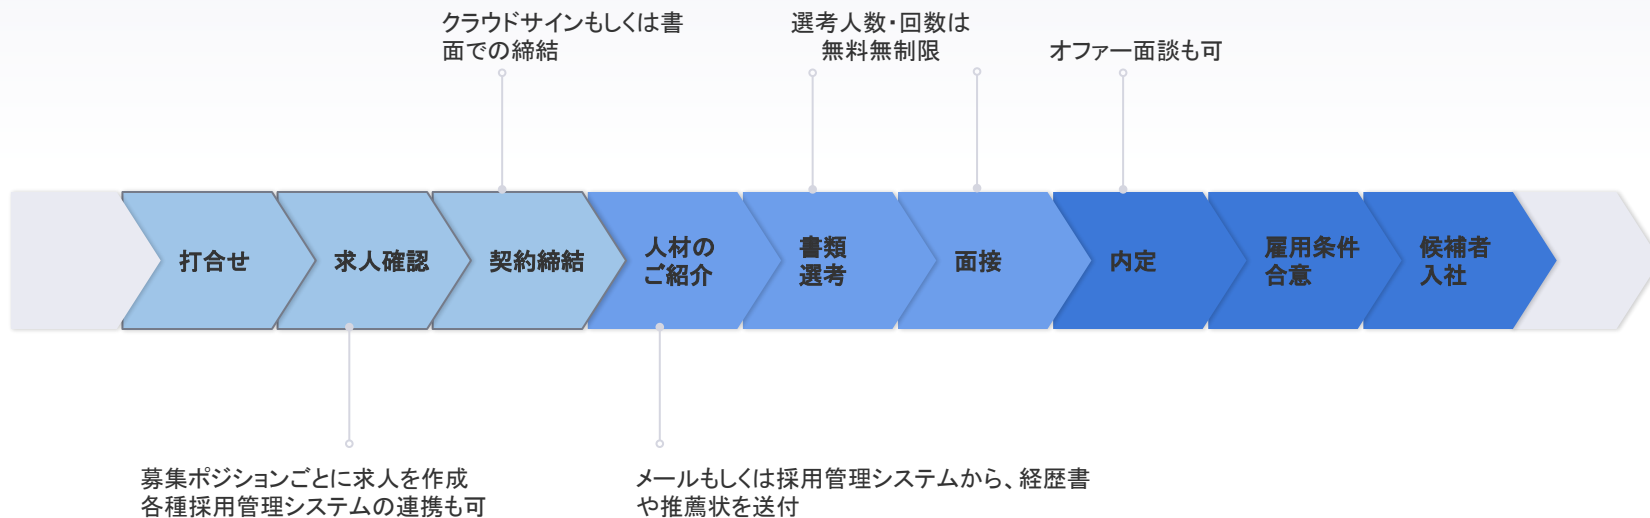 クラウドサインもしくは書
面での締結
選考人数・回数は
無料無制限
オファー面談も可
打合せ
求人確認
契約締結
人材の
ご紹介
書類
選考
面接
内定
雇用条件
合意
候補者
入社
募集ポジションごとに求人を作成
各種採用管理システムの連携も可
メールもしくは採用管理システムから、経歴書
や推薦状を送付